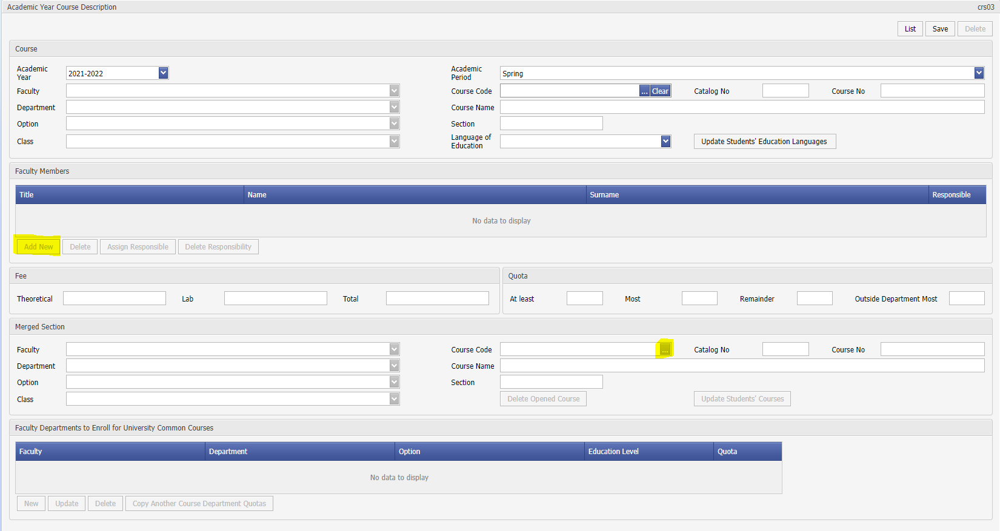 Academic Year Course Description crs03
List Save Delete
Course
Academic Year 2021-2022 Academic Period Spring
Faculty Course Code ... Clear Catalog No Course No
Department Course Name
Option Section
Class Language of Education Update Students' Education Languages
Faculty Members
Title Name Surname Responsible
No data to display
Add New Delete Assign Responsible Delete Responsibility
Fee Quota
Theoretical Lab Total At least Most Remainder Outside Department Most
Merged Section
Faculty Course Code ... Catalog No Course No
Department Course Name
Option Section
Class Delete Opened Course Update Students' Courses
Faculty Departments to Enroll for University Common Courses
Faculty Department Option Education Level Quota
No data to display
New Update Delete Copy Another Course Department Quotas